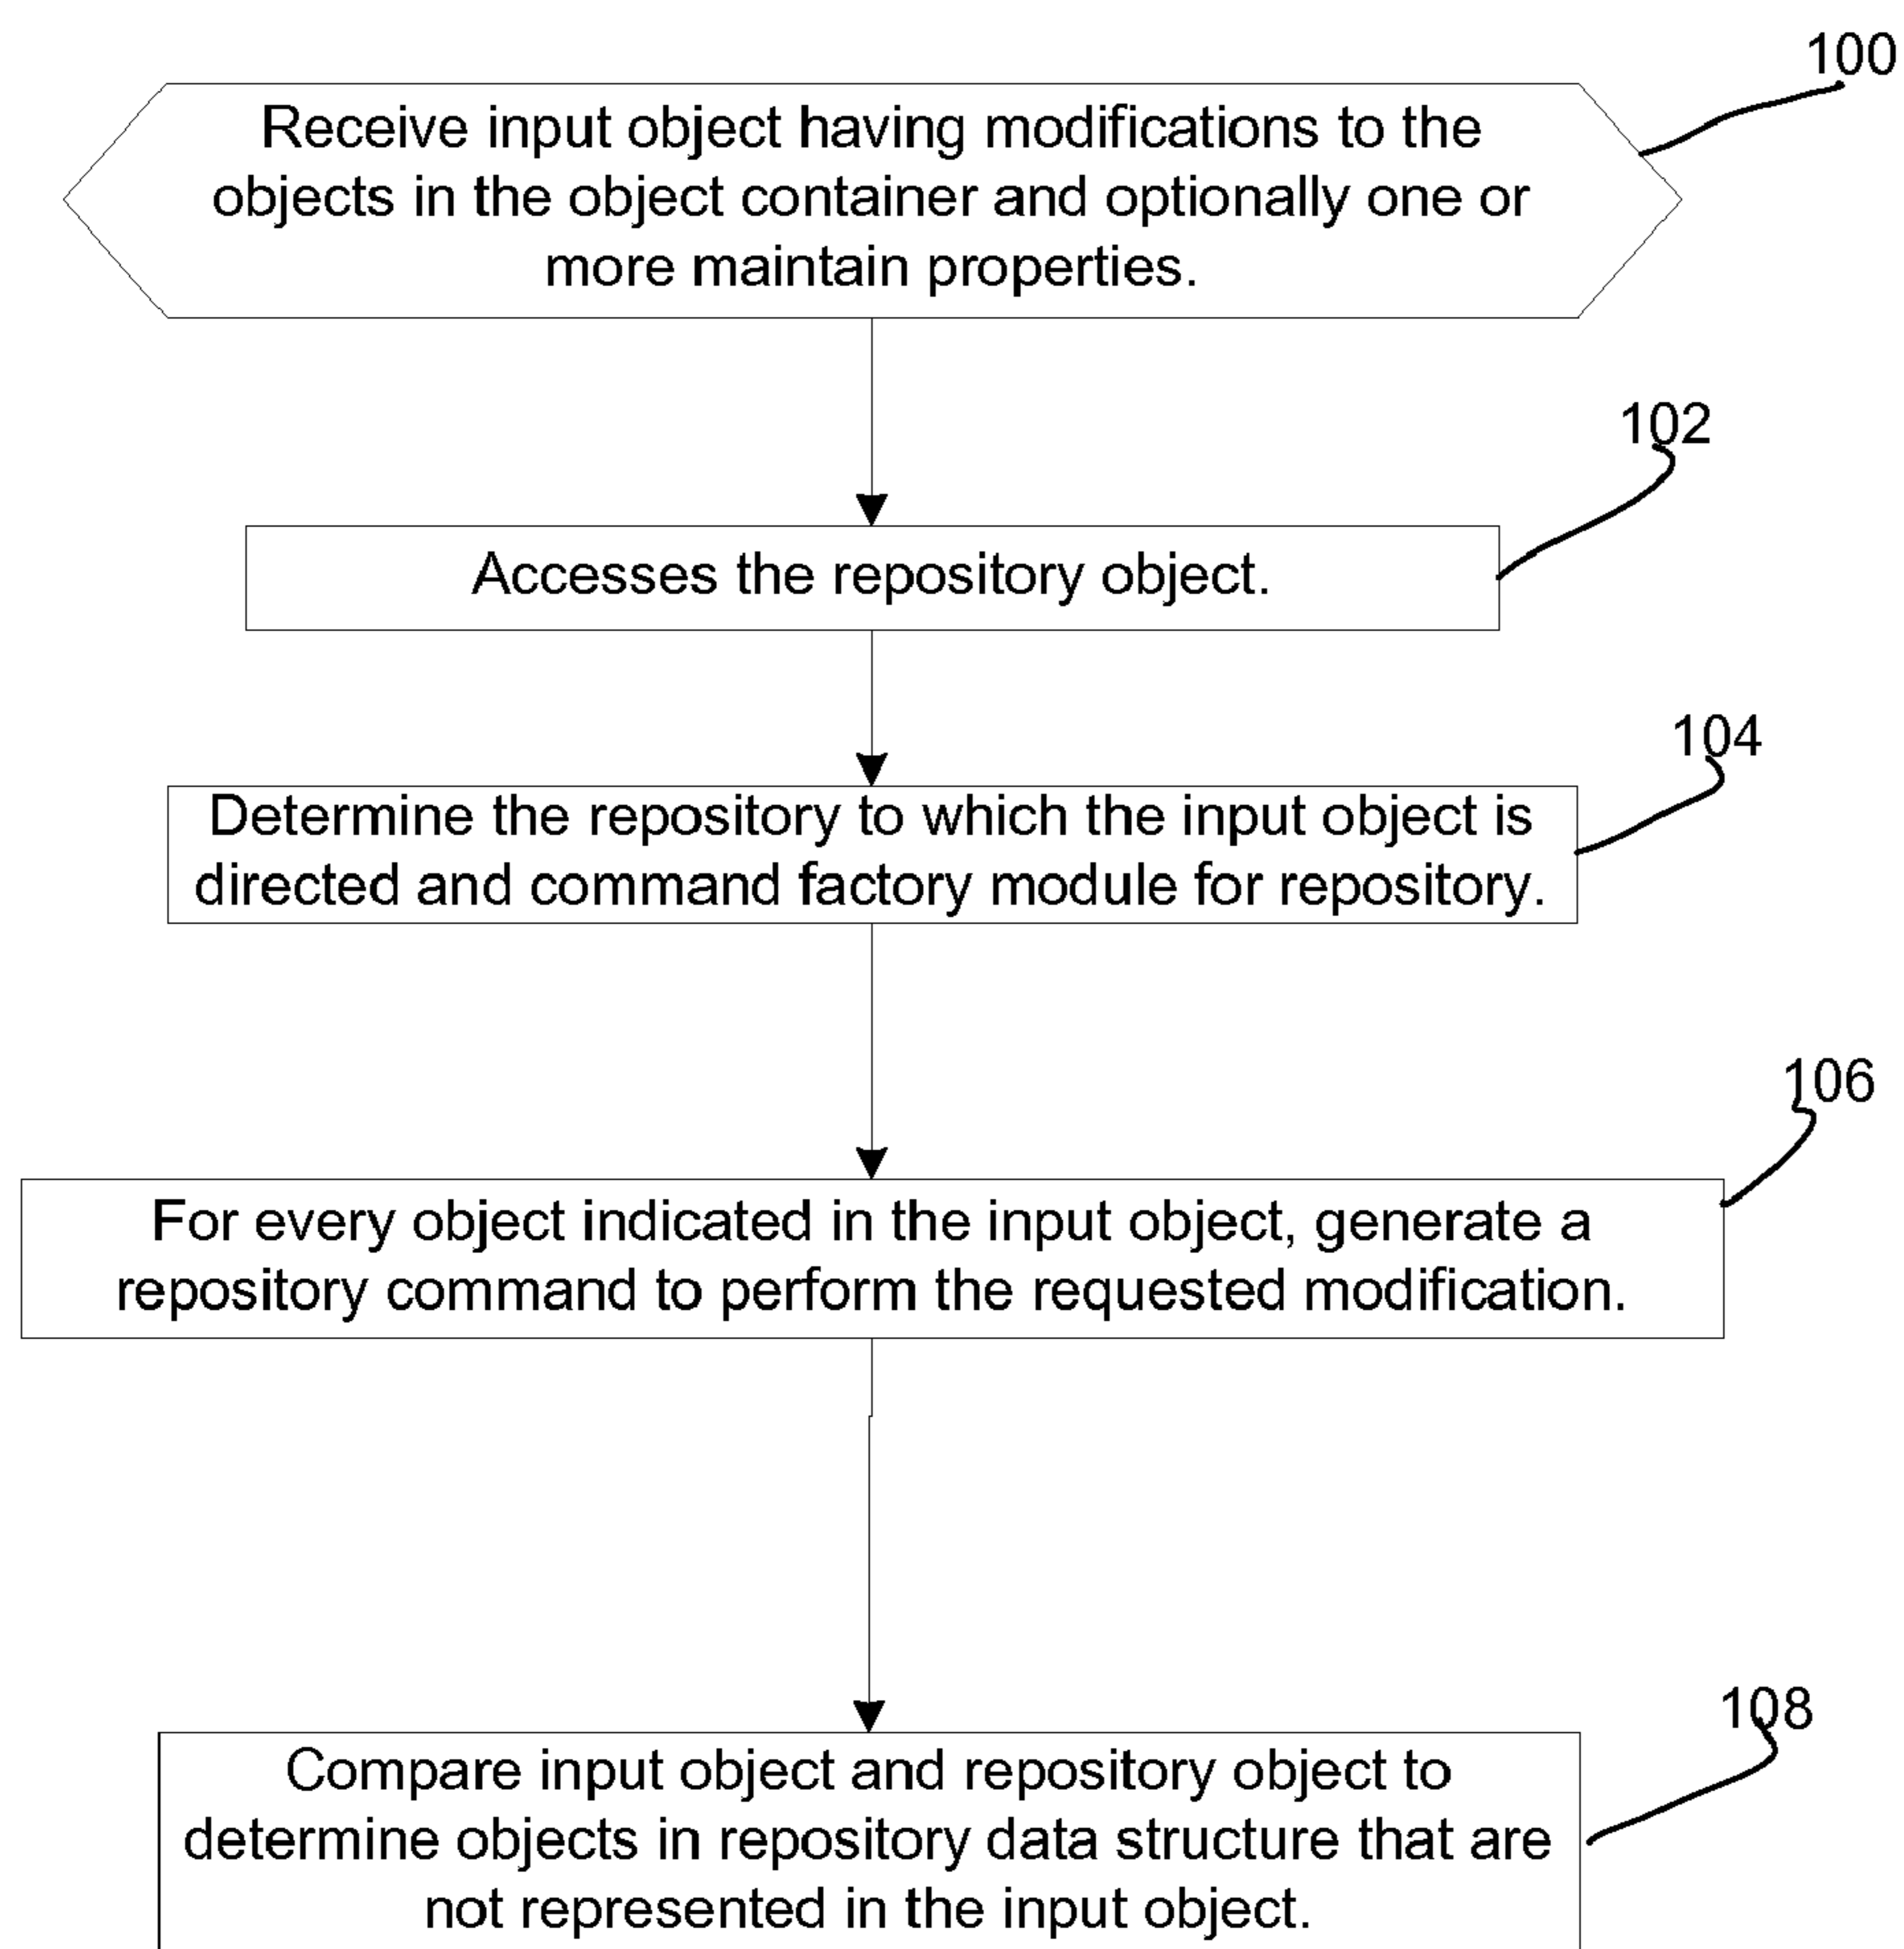 100
Receive input object having modifications to the
objects in the object container and optionally one or
more maintain properties.
102
Accesses the repository object.
104
Determine the repository to which the input object is
directed and command factory module for repository.
106
For every object indicated in the input object, generate a
repository command to perform the requested modification.
108
Compare input object and repository object to
determine objects in repository data structure that are
not represented in the input object.